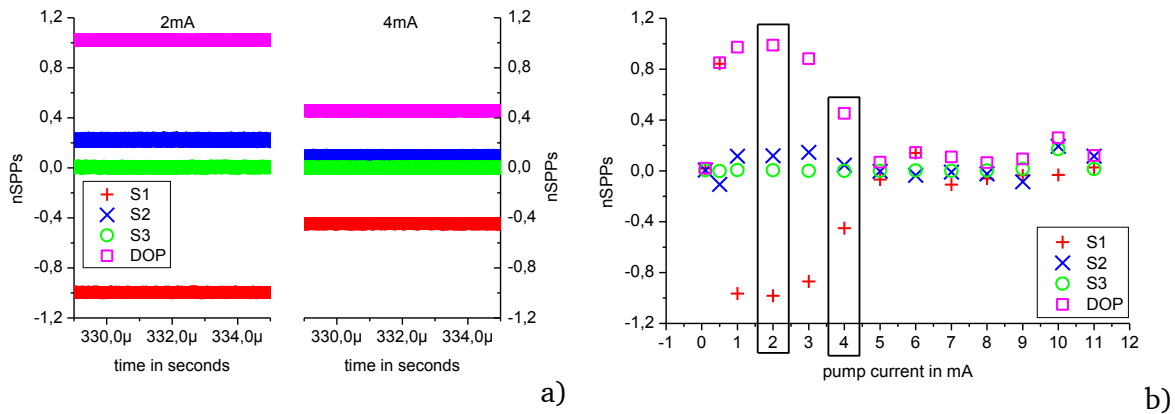 2mA
4mA
1,2
0,8
0,4
0,0
-0,4
-0,8
-1,2
nSPPs
S1
S2
S3
DOP
330,0µ 332,0µ 334,0µ
time in seconds
330,0µ 332,0µ 334,0µ
time in seconds
1,2
0,8
0,4
0,0
-0,4
-0,8
-1,2
nSPPs
a)
1,2
0,8
0,4
0,0
-0,4
-0,8
-1,2
nSPPs
S1
S2
S3
DOP
-1 0 1 2 3 4 5 6 7 8 9 10 11 12
pump current in mA
b)